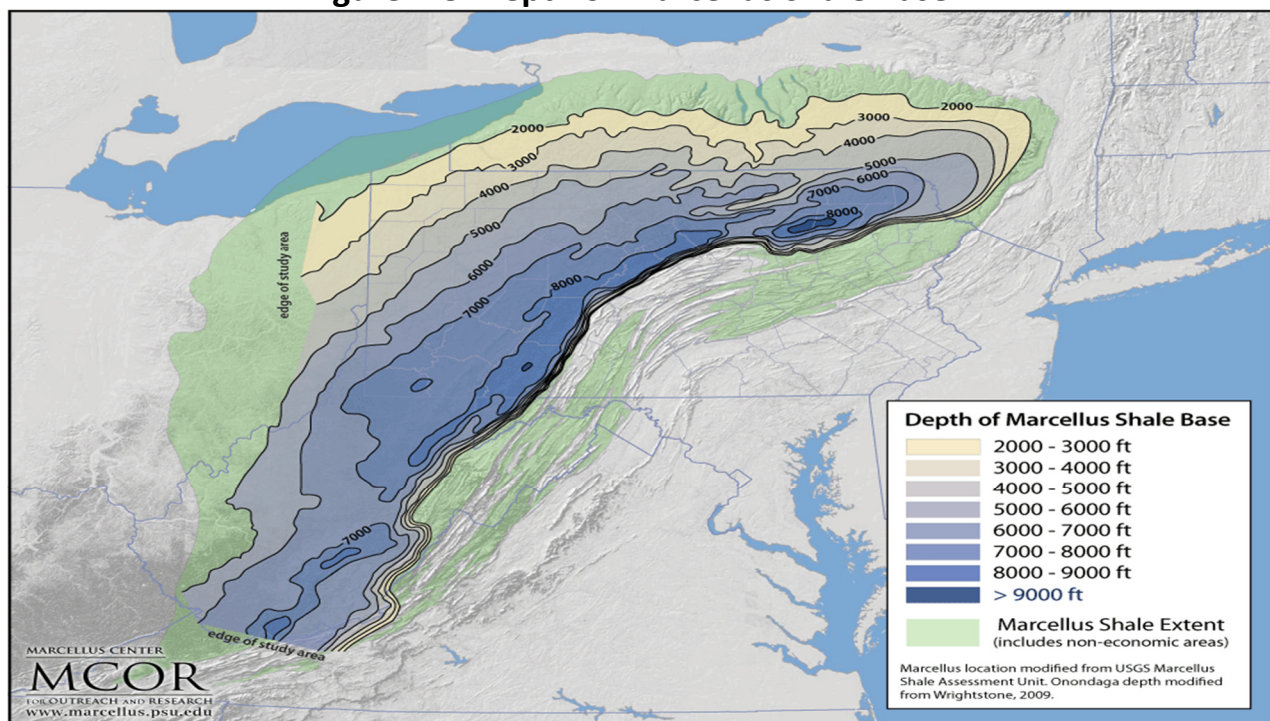 2000
2000
3000
3000
4000
4000
5000
5000
6000
6000
7000
7000
8000
8000
7000
edge of study area
edge of study area
Depth of Marcellus Shale Base
2000 - 3000 ft
3000 - 4000 ft
4000 - 5000 ft
5000 - 6000 ft
6000 - 7000 ft
7000 - 8000 ft
8000 - 9000 ft
> 9000 ft
Marcellus Shale Extent
(includes non-economic areas)
Marcellus location modified from USGS Marcellus
Shale Assessment Unit. Onondaga depth modified
from Wrightstone, 2009.
MARCELLUS CENTER
MCOR
FOR OUTREACH AND RESEARCH
www.marcellus.psu.edu